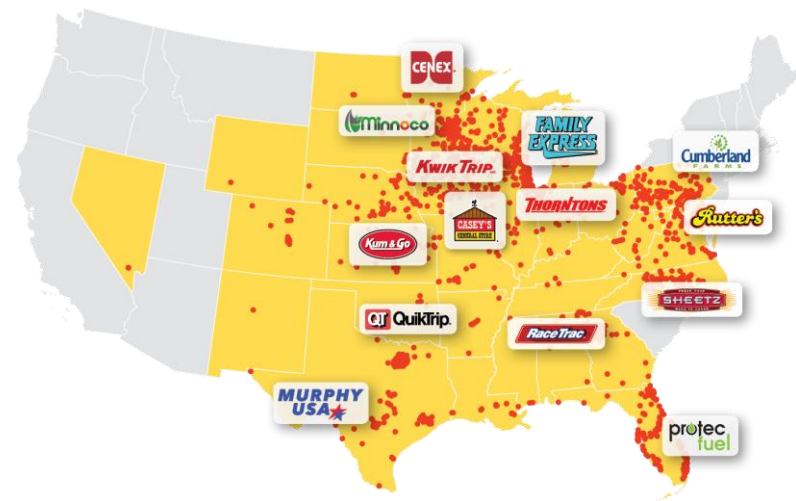 CENEX
Minnoco
FAMILY
EXPRESS
Cumberland
FARMS
KWIK TRIP
THORNTONS
Rutter's
CASEY'S
GENERAL STORE
Kum & Go
SHEETZ
QT QuikTrip
RaceTrac
MURPHY
USA
protec
fuel